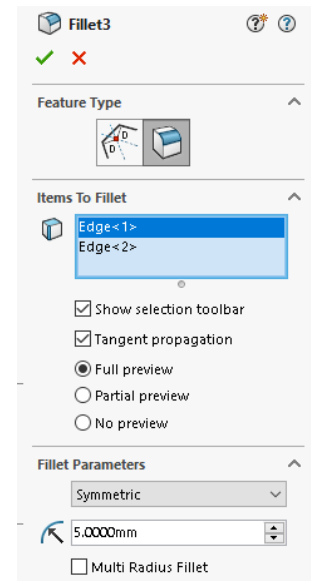 Fillet3
Feature Type
D
D
Items To Fillet
Edge<1>
Edge<2>
Show selection toolbar
Tangent propagation
Full preview
Partial preview
No preview
Fillet Parameters
Symmetric
5.0000mm
Multi Radius Fillet